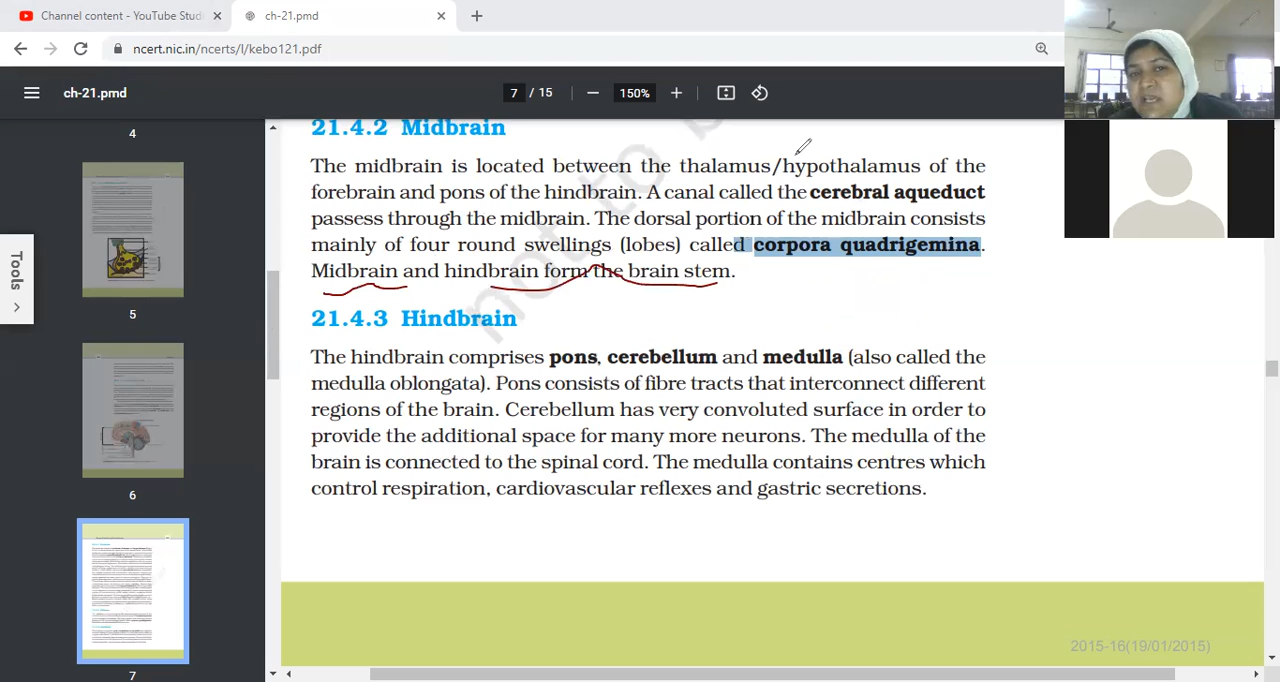 Channel content - YouTube Stud
ch-21.pmd
ncert.nic.in/ncerts/l/kebo121.pdf
ch-21.pmd
7 / 15
150%
4
5
6
7
Tools
21.4.2 Midbrain
The midbrain is located between the thalamus/hypothalamus of the
forebrain and pons of the hindbrain. A canal called the cerebral aqueduct
passess through the midbrain. The dorsal portion of the midbrain consists
mainly of four round swellings (lobes) called corpora quadrigemina.
Midbrain and hindbrain form the brain stem.
21.4.3 Hindbrain
The hindbrain comprises pons, cerebellum and medulla (also called the
medulla oblongata). Pons consists of fibre tracts that interconnect different
regions of the brain. Cerebellum has very convoluted surface in order to
provide the additional space for many more neurons. The medulla of the
brain is connected to the spinal cord. The medulla contains centres which
control respiration, cardiovascular reflexes and gastric secretions.
not to b
2015-16(19/01/2015)